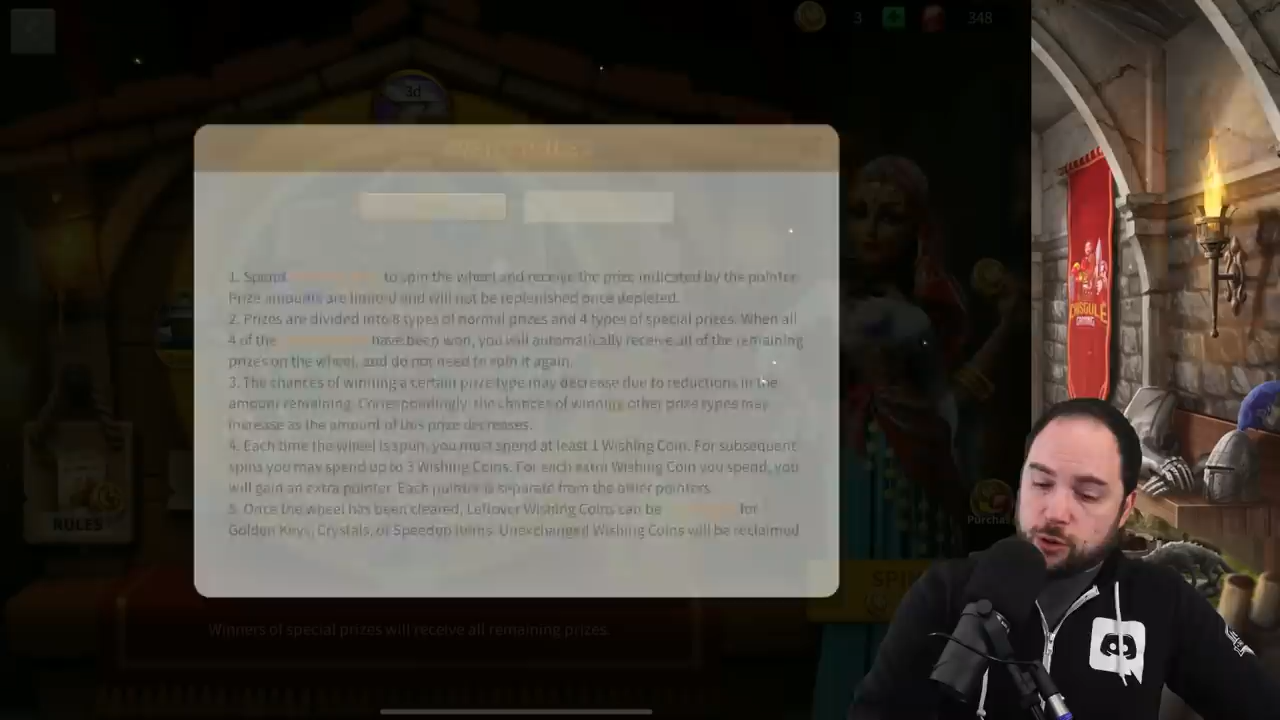 3
348
3d
1. Spend to spin the wheel and receive the prize indicated by the pointer.
Prize amounts are limited and will not be replenished once depleted.
2. Prizes are divided into 8 types of normal prizes and 4 types of special prizes. When all
4 of the have been won, you will automatically receive all of the remaining
prizes on the wheel, and do not need to spin it again.
3. The chances of winning a certain prize type may decrease due to reductions in the
amount remaining. Correspondingly, the chances of winning other prize types may
increase as the amount of this prize decreases.
4. Each time the wheel is spun, you must spend at least 1 Wishing Coin. For subsequent
spins you may spend up to 3 Wishing Coins. For each extra Wishing Coin you spend, you
will gain an extra pointer. Each pointer is separate from the other pointers.
5. Once the wheel has been cleared, Leftover Wishing Coins can be for
Golden Keys, Crystals, or Speedup items. Unexchanged Wishing Coins will be reclaimed
RULES
Purchas
SPIN
Winners of special prizes will receive all remaining prizes.
CHISGULE
GAMING